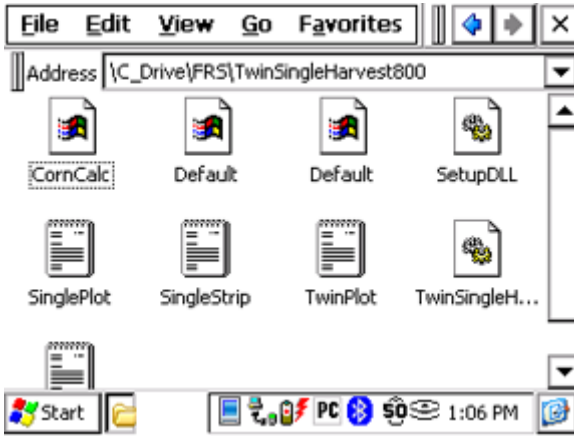 File Edit View Go Favorites
Address \C_Drive\FRS\TwinSingleHarvest800
CornCalc Default Default SetupDLL
SinglePlot SingleStrip TwinPlot TwinSingleH...
Start PC 50 1:06 PM